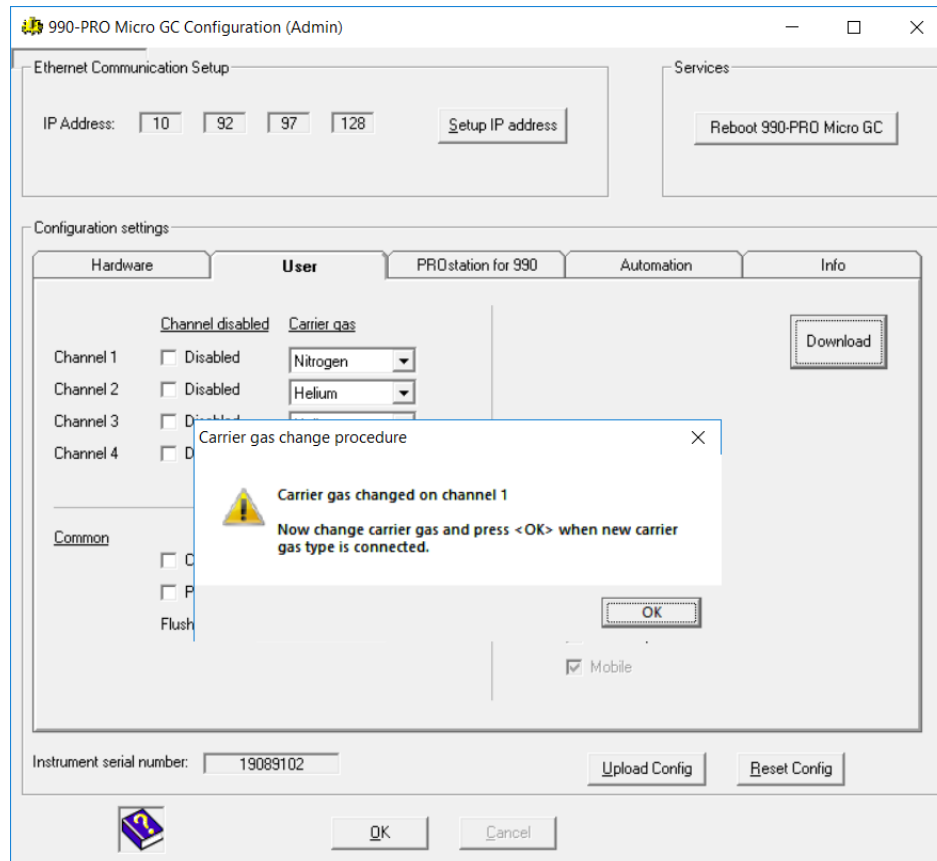 990-PRO Micro GC Configuration (Admin)
Ethernet Communication Setup
Services
IP Address: 10 92 97 128
Setup IP address
Reboot 990-PRO Micro GC
Configuration settings
Hardware
User
PROstation for 990
Automation
Info
Channel disabled Carrier gas
Download
Channel 1 Disabled Nitrogen
Channel 2 Disabled Helium
Channel 3
Channel 4 D
Carrier gas change procedure
Carrier gas changed on channel 1
Now change carrier gas and press <OK> when new carrier
gas type is connected.
OK
Common
C
P
Flush
Mobile
Instrument serial number: 19089102
Upload Config
Reset Config
OK
Cancel